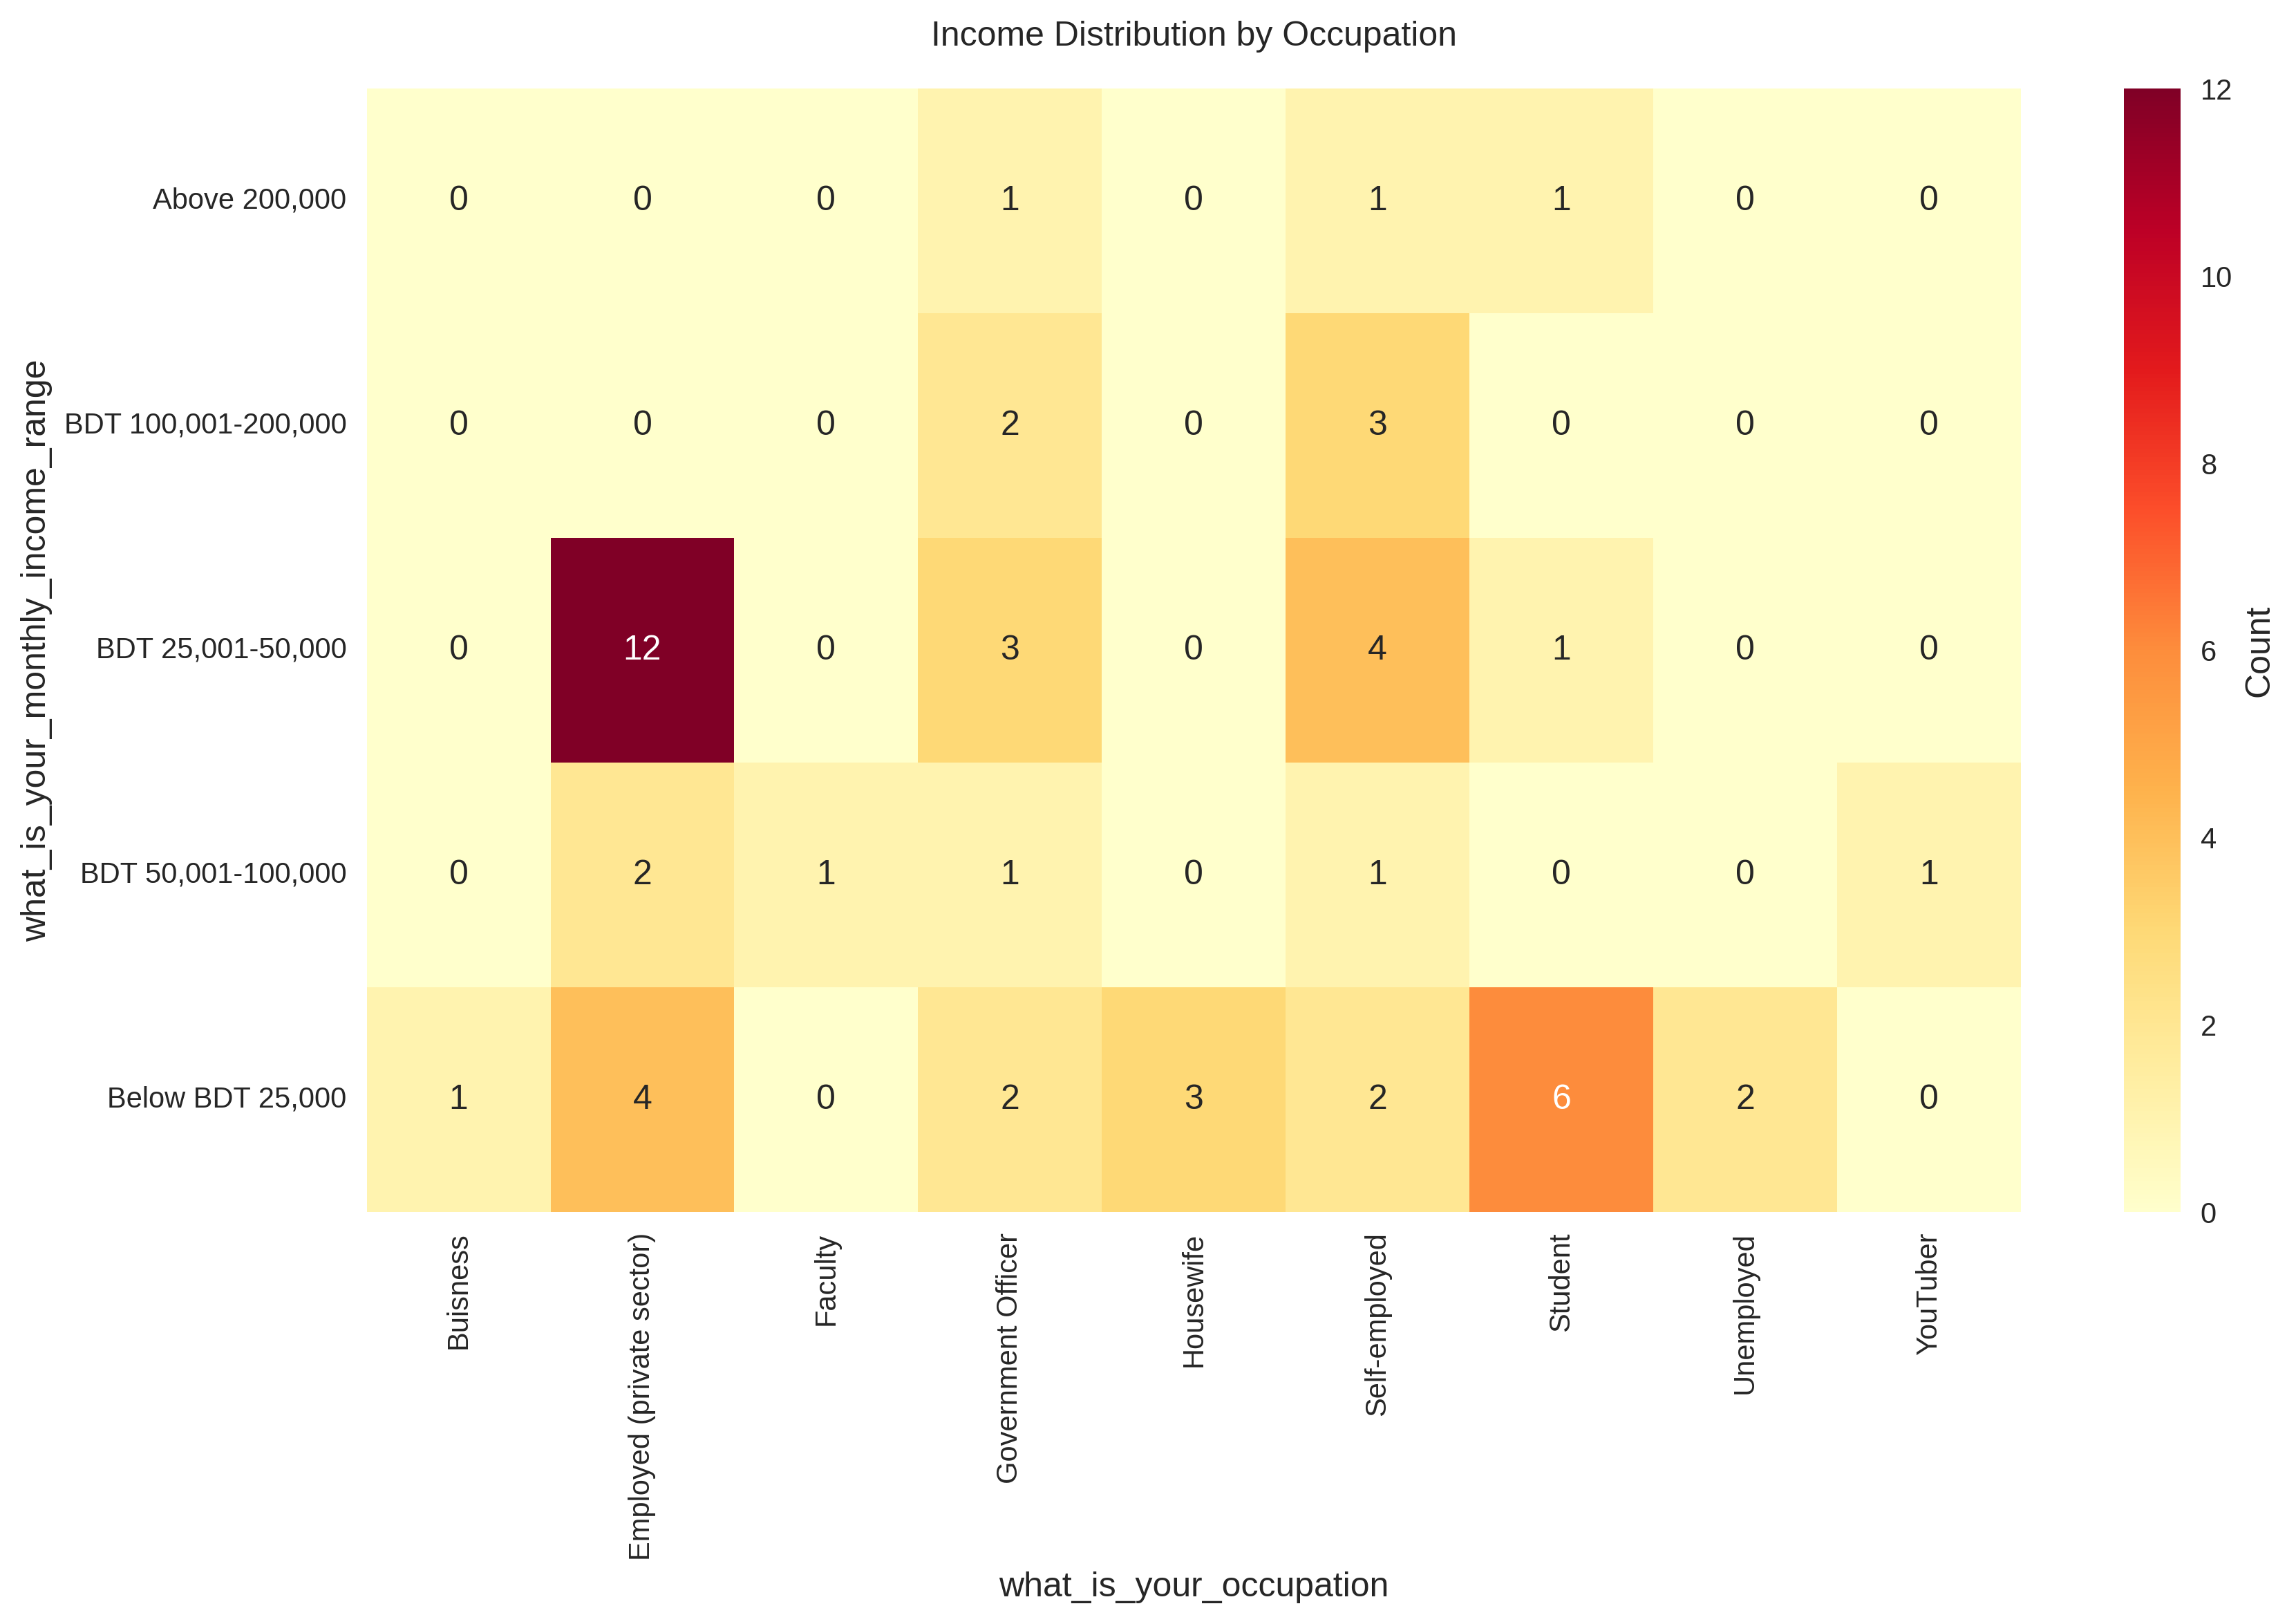 Income Distribution by Occupation
what_is_your_monthly_income_range
Above 200,000
0 0 0 1 0 1 1 0 0
BDT 100,001-200,000
0 0 0 2 0 3 0 0 0
BDT 25,001-50,000
0 12 0 3 0 4 1 0 0
BDT 50,001-100,000
0 2 1 1 0 1 0 0 1
Below BDT 25,000
1 4 0 2 3 2 6 2 0
Buisness
Employed (private sector)
Faculty
Government Officer
Housewife
Self-employed
Student
Unemployed
YouTuber
what_is_your_occupation
12
10
8
6
4
2
0
Count